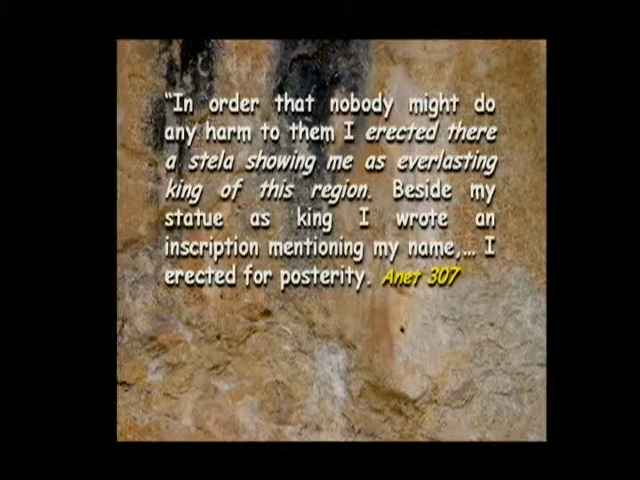 “In order that nobody might do
any harm to them I erected there
a stela showing me as everlasting
king of this region. Beside my
statue as king I wrote an
inscription mentioning my name,... I
erected for posterity. Anet 307